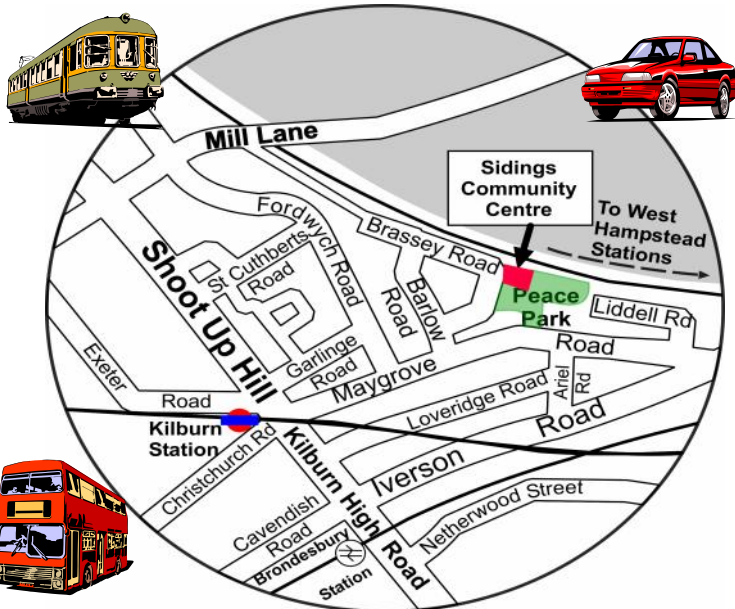 Mill Lane
Sidings
Community
Centre
To West
Hampstead
Stations
Fordwych Road
Brassey Road
St Cuthberts
Road
Shoot Up Hill
Barlow
Road
Peace
Park
Liddell Rd
Garlinge
Road
Maygrove
Road
Exeter
Road
Ariel
Rd
Loveridge Road
Kilburn
Station
Christchurch Rd
Kilburn High Road
Iverson
Road
Netherwood Street
Cavendish
Road
Brondesbury
Station